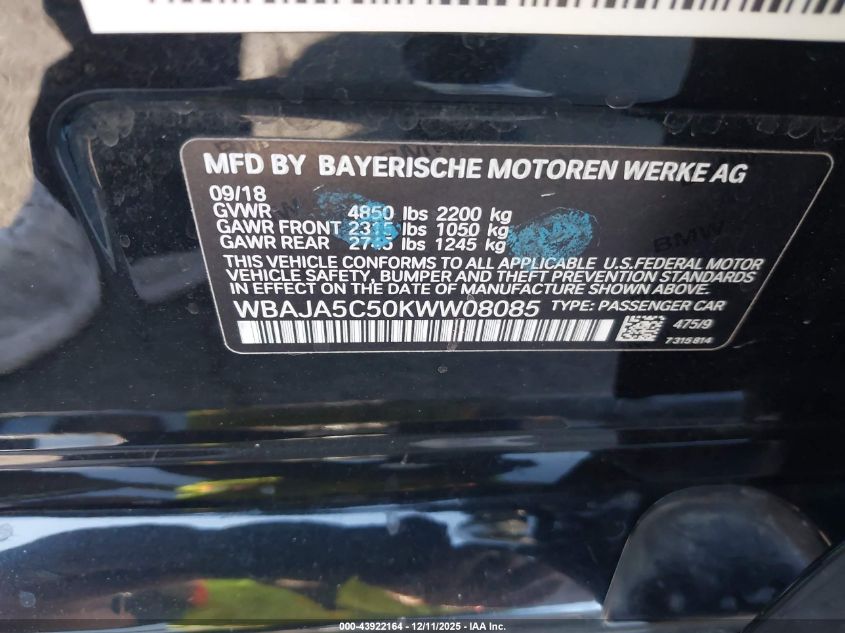 MFD BY BAYERISCHE MOTOREN WERKE AG
09/18
GVWR 4850 lbs 2200 kg
GAWR FRONT 2315 lbs 1050 kg
GAWR REAR 2745 lbs 1245 kg
THIS VEHICLE CONFORMS TO ALL APPLICABLE U.S.FEDERAL MOTOR
VEHICLE SAFETY, BUMPER AND THEFT PREVENTION STANDARDS
IN EFFECT ON THE DATE OF MANUFACTURE SHOWN ABOVE.
WBAJA5C50KWW08085 TYPE: PASSENGER CAR
475/9
7315814
000-43922164 - 12/11/2025 - IAA Inc.